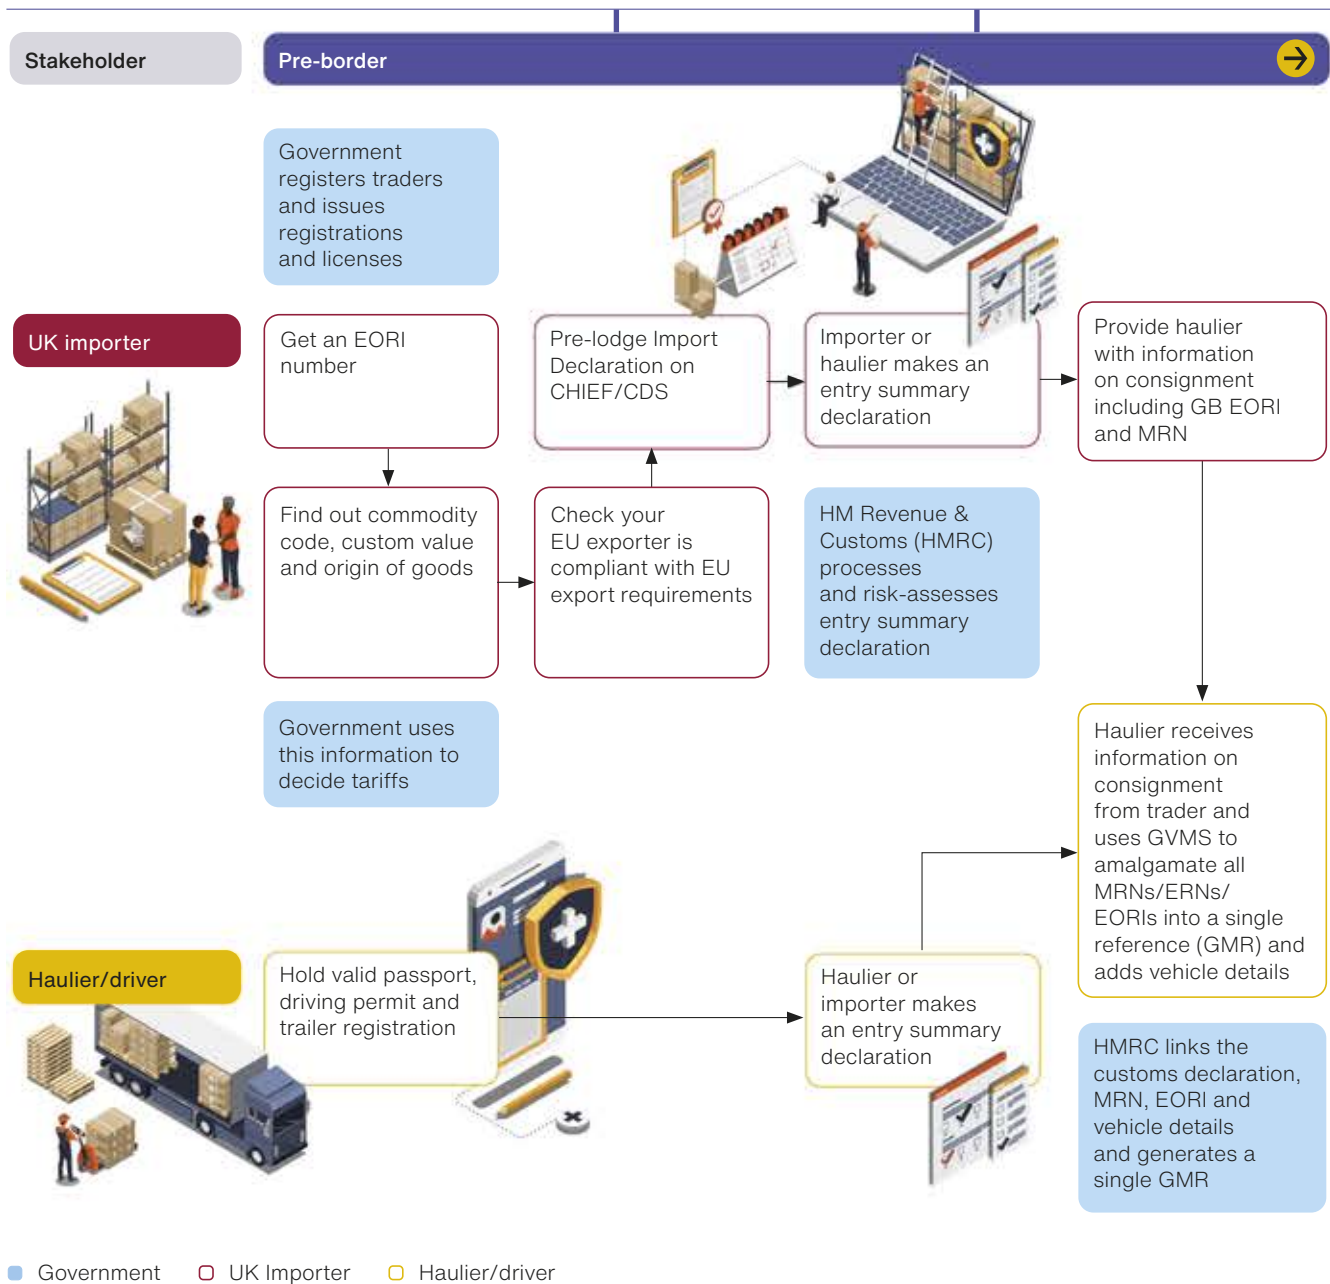 Stakeholder
Pre-border
Government
registers traders
and issues
registrations
and licenses
UK importer
Get an EORI
number
Pre-lodge Import
Declaration on
CHIEF/CDS
Importer or
haulier makes an
entry summary
declaration
Provide haulier
with information
on consignment
including GB EORI
and MRN
Find out commodity
code, custom value
and origin of goods
Check your
EU exporter is
compliant with EU
export requirements
HM Revenue &
Customs (HMRC)
processes
and risk-assesses
entry summary
declaration
Government uses
this information to
decide tariffs
Haulier receives
information on
consignment
from trader and
uses GVMS to
amalgamate all
MRNs/ERNs/
EORIs into a single
reference (GMR) and
adds vehicle details
Haulier/driver
Hold valid passport,
driving permit and
trailer registration
Haulier or
importer makes
an entry summary
declaration
HMRC links the
customs declaration,
MRN, EORI and
vehicle details
and generates a
single GMR
Government
UK Importer
Haulier/driver